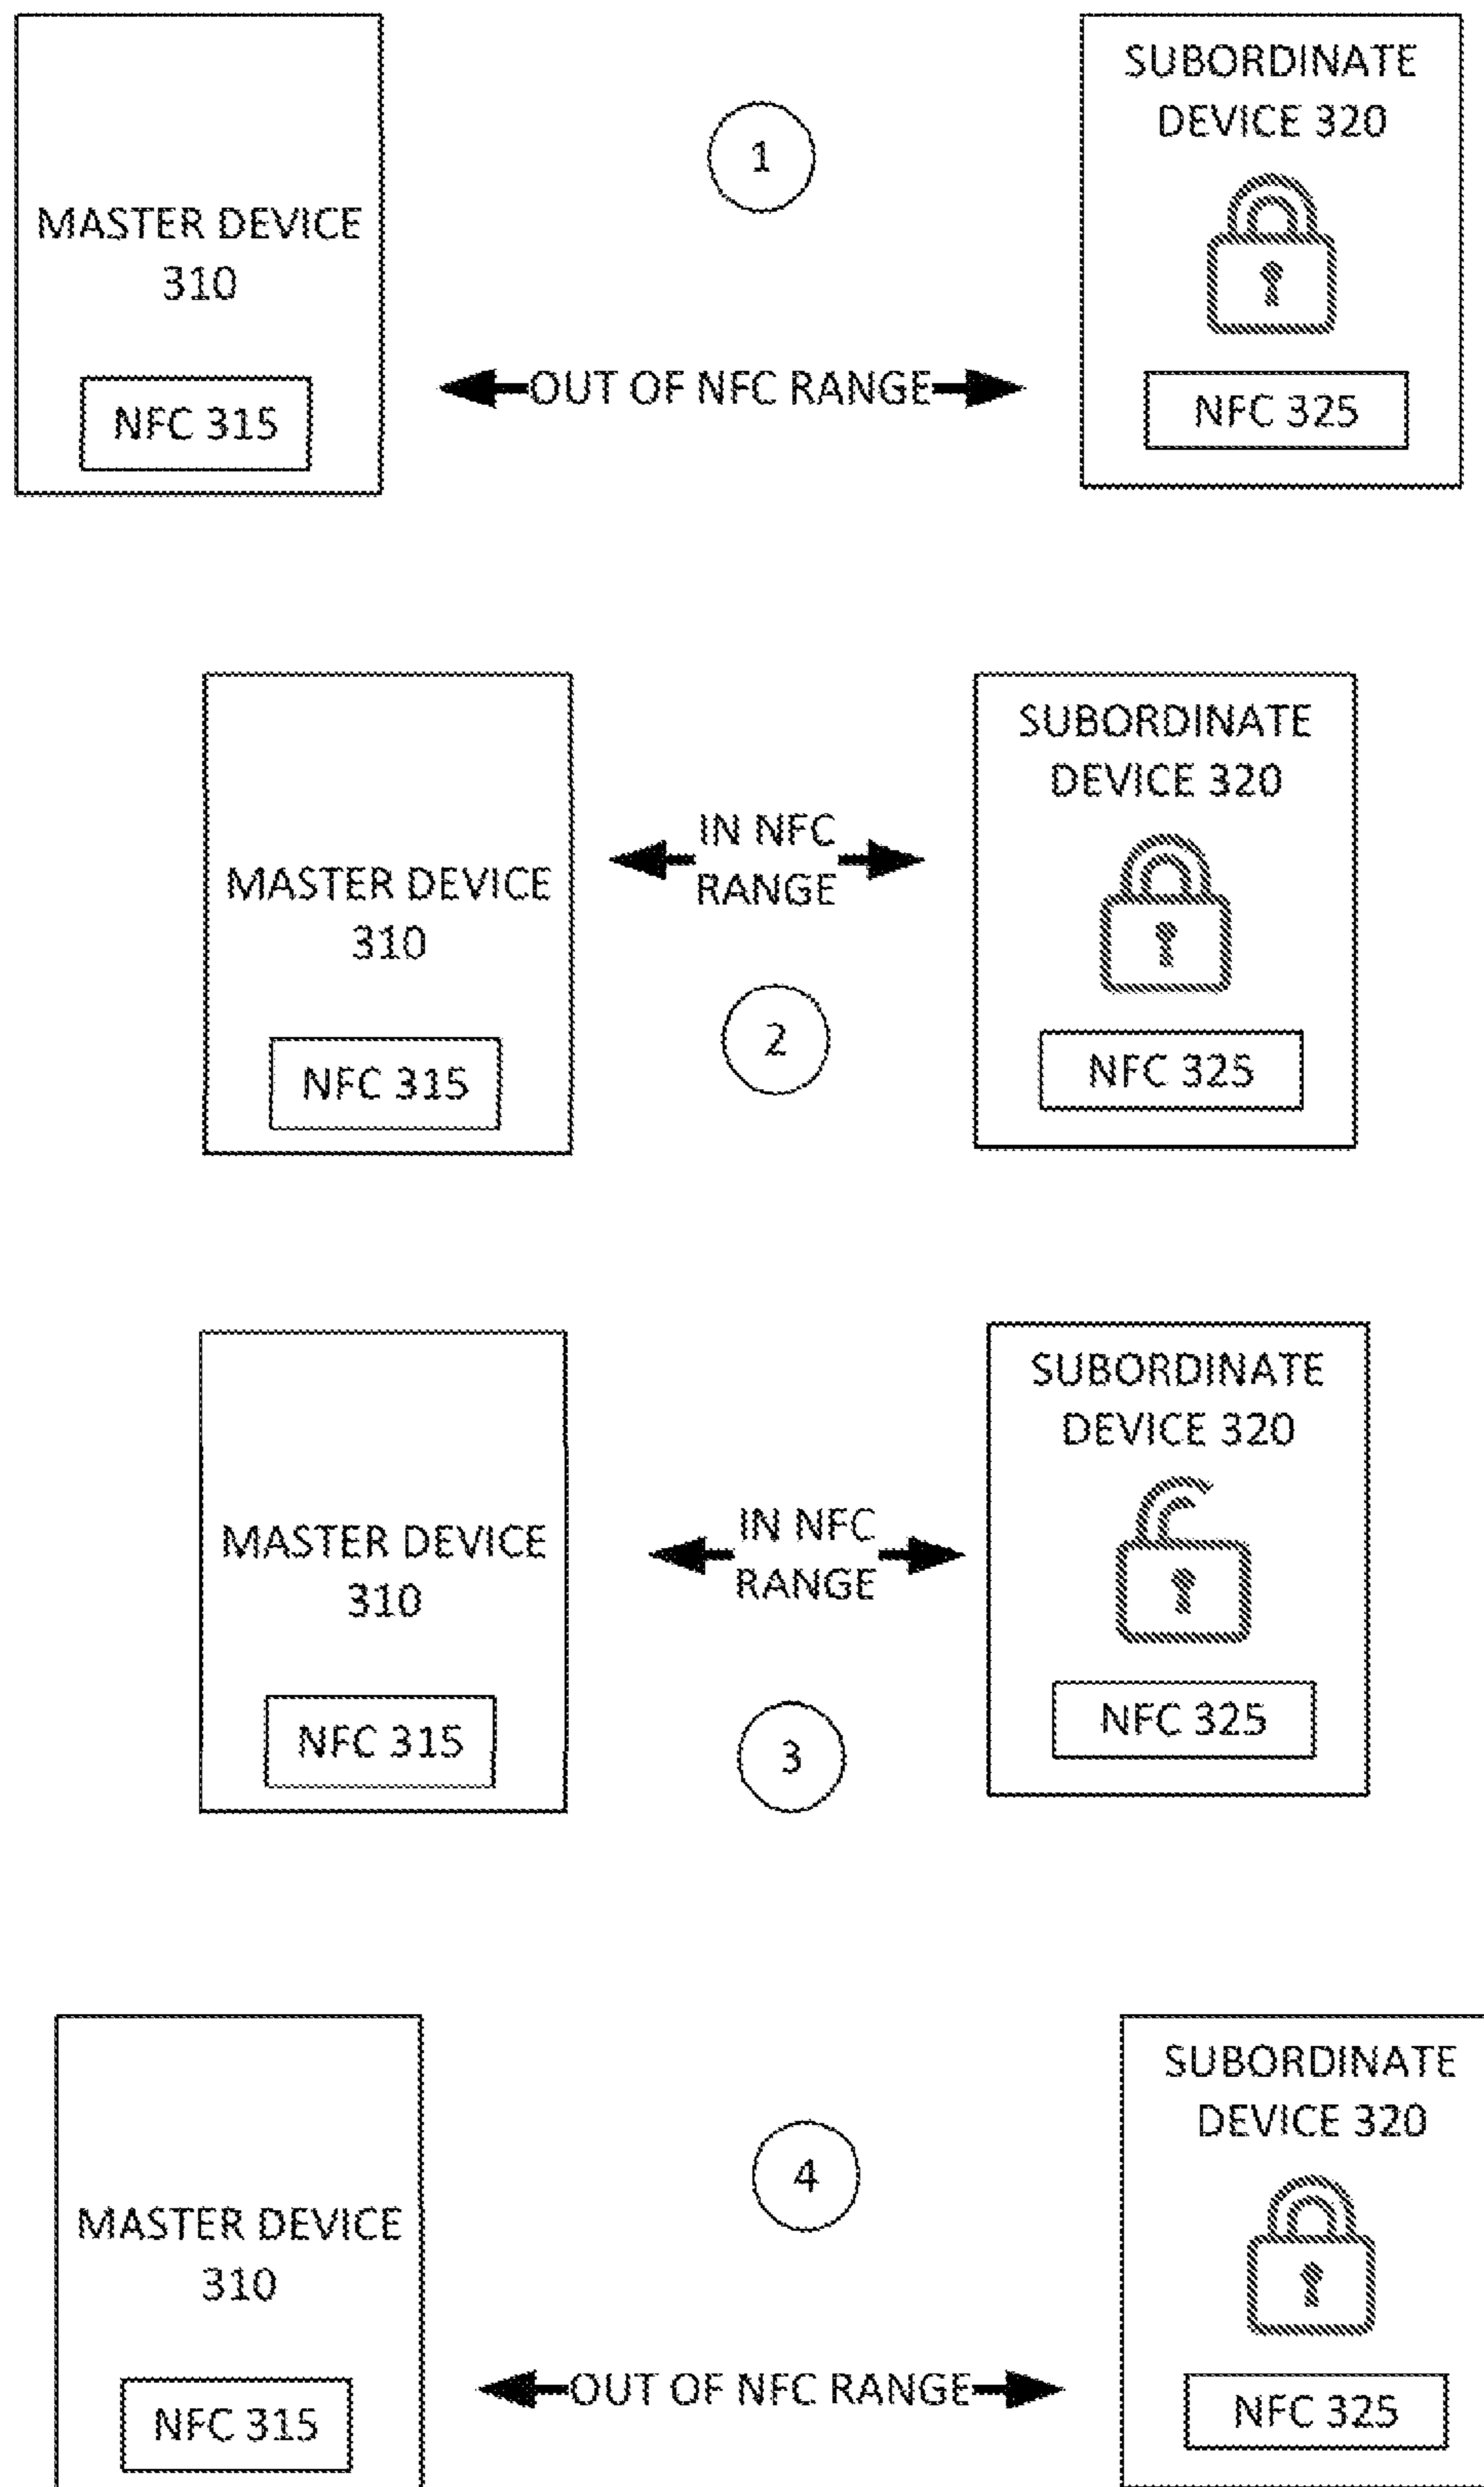 SUBORDINATE
DEVICE 320
1
MASTER DEVICE
310
OUT OF NFC RANGE
NFC 315
NFC 325
SUBORDINATE
DEVICE 320
IN NFC
RANGE
MASTER DEVICE
310
2
NFC 315
NFC 325
SUBORDINATE
DEVICE 320
IN NFC
RANGE
MASTER DEVICE
310
NFC 315
NFC 325
3
SUBORDINATE
DEVICE 320
4
MASTER DEVICE
310
OUT OF NFC RANGE
NFC 315
NFC 325